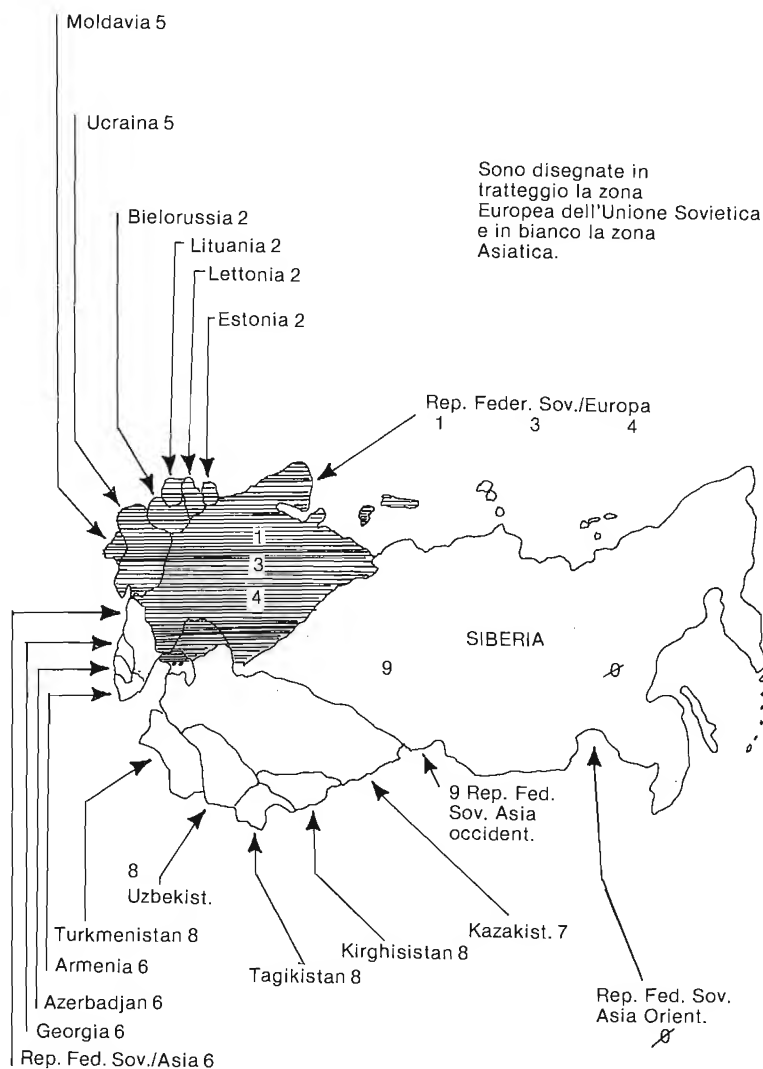 Moldavia 5
Ucraina 5
Sono disegnate in
tratteggio la zona
Europea dell'Unione Sovietica
e in bianco la zona
Asiatica.
Bielorussia 2
Lituania 2
Lettonia 2
Estonia 2
Rep. Feder. Sov./Europa
1 3 4
1
3
4
SIBERIA
9
Ø
9 Rep. Fed.
Sov. Asia
occident.
8
Uzbekist.
Turkmenistan 8
Kirghisistan 8
Kazakist. 7
Armenia 6
Tagikistan 8
Azerbadjan 6
Georgia 6
Rep. Fed. Sov./Asia 6
Rep. Fed. Sov.
Asia Orient.
Ø